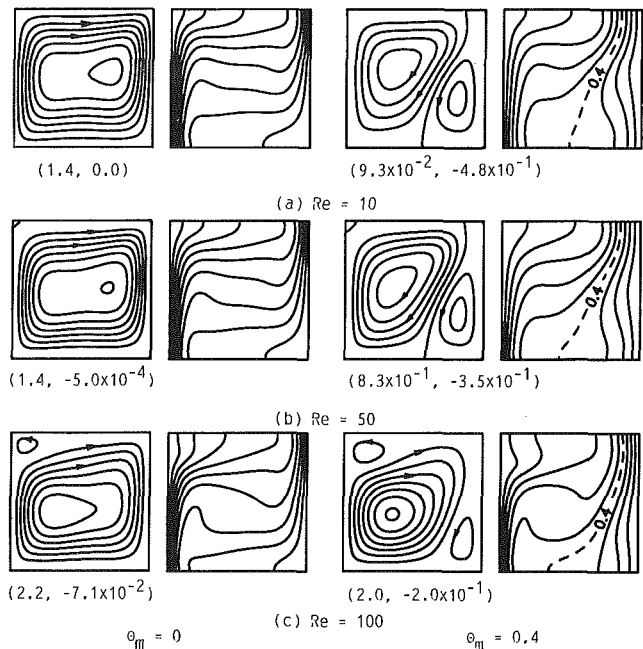 0.4
(1.4, 0.0) (9.3x10⁻², -4.8x10⁻¹)
(a) Re = 10
0.4
(1.4, -5.0x10⁻⁴) (8.3x10⁻¹, -3.5x10⁻¹)
(b) Re = 50
0.4
(2.2, -7.1x10⁻²) (2.0, -2.0x10⁻¹)
(c) Re = 100
Θm = 0 Θm = 0.4